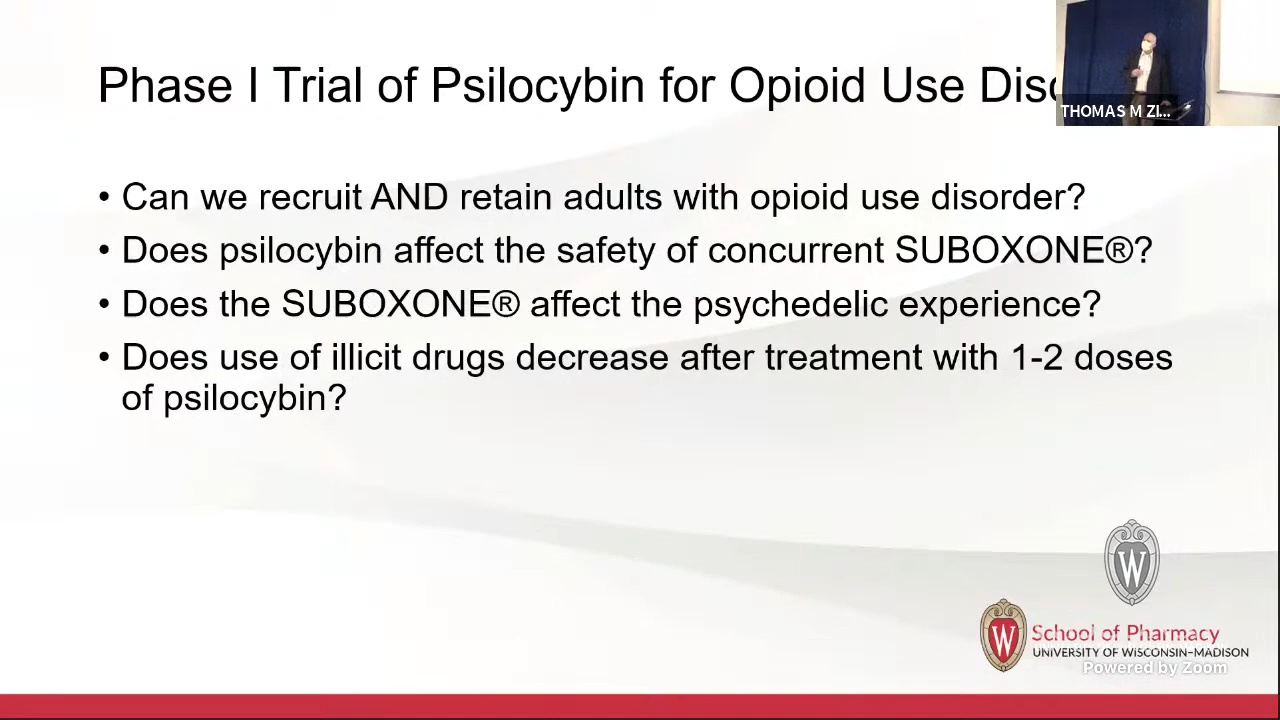 Phase I Trial of Psilocybin for Opioid Use Disc
THOMAS M ZI...
• Can we recruit AND retain adults with opioid use disorder?
• Does psilocybin affect the safety of concurrent SUBOXONE®?
• Does the SUBOXONE® affect the psychedelic experience?
• Does use of illicit drugs decrease after treatment with 1-2 doses
of psilocybin?
W
W
School of Pharmacy
UNIVERSITY OF WISCONSIN–MADISON
Powered by Zoom